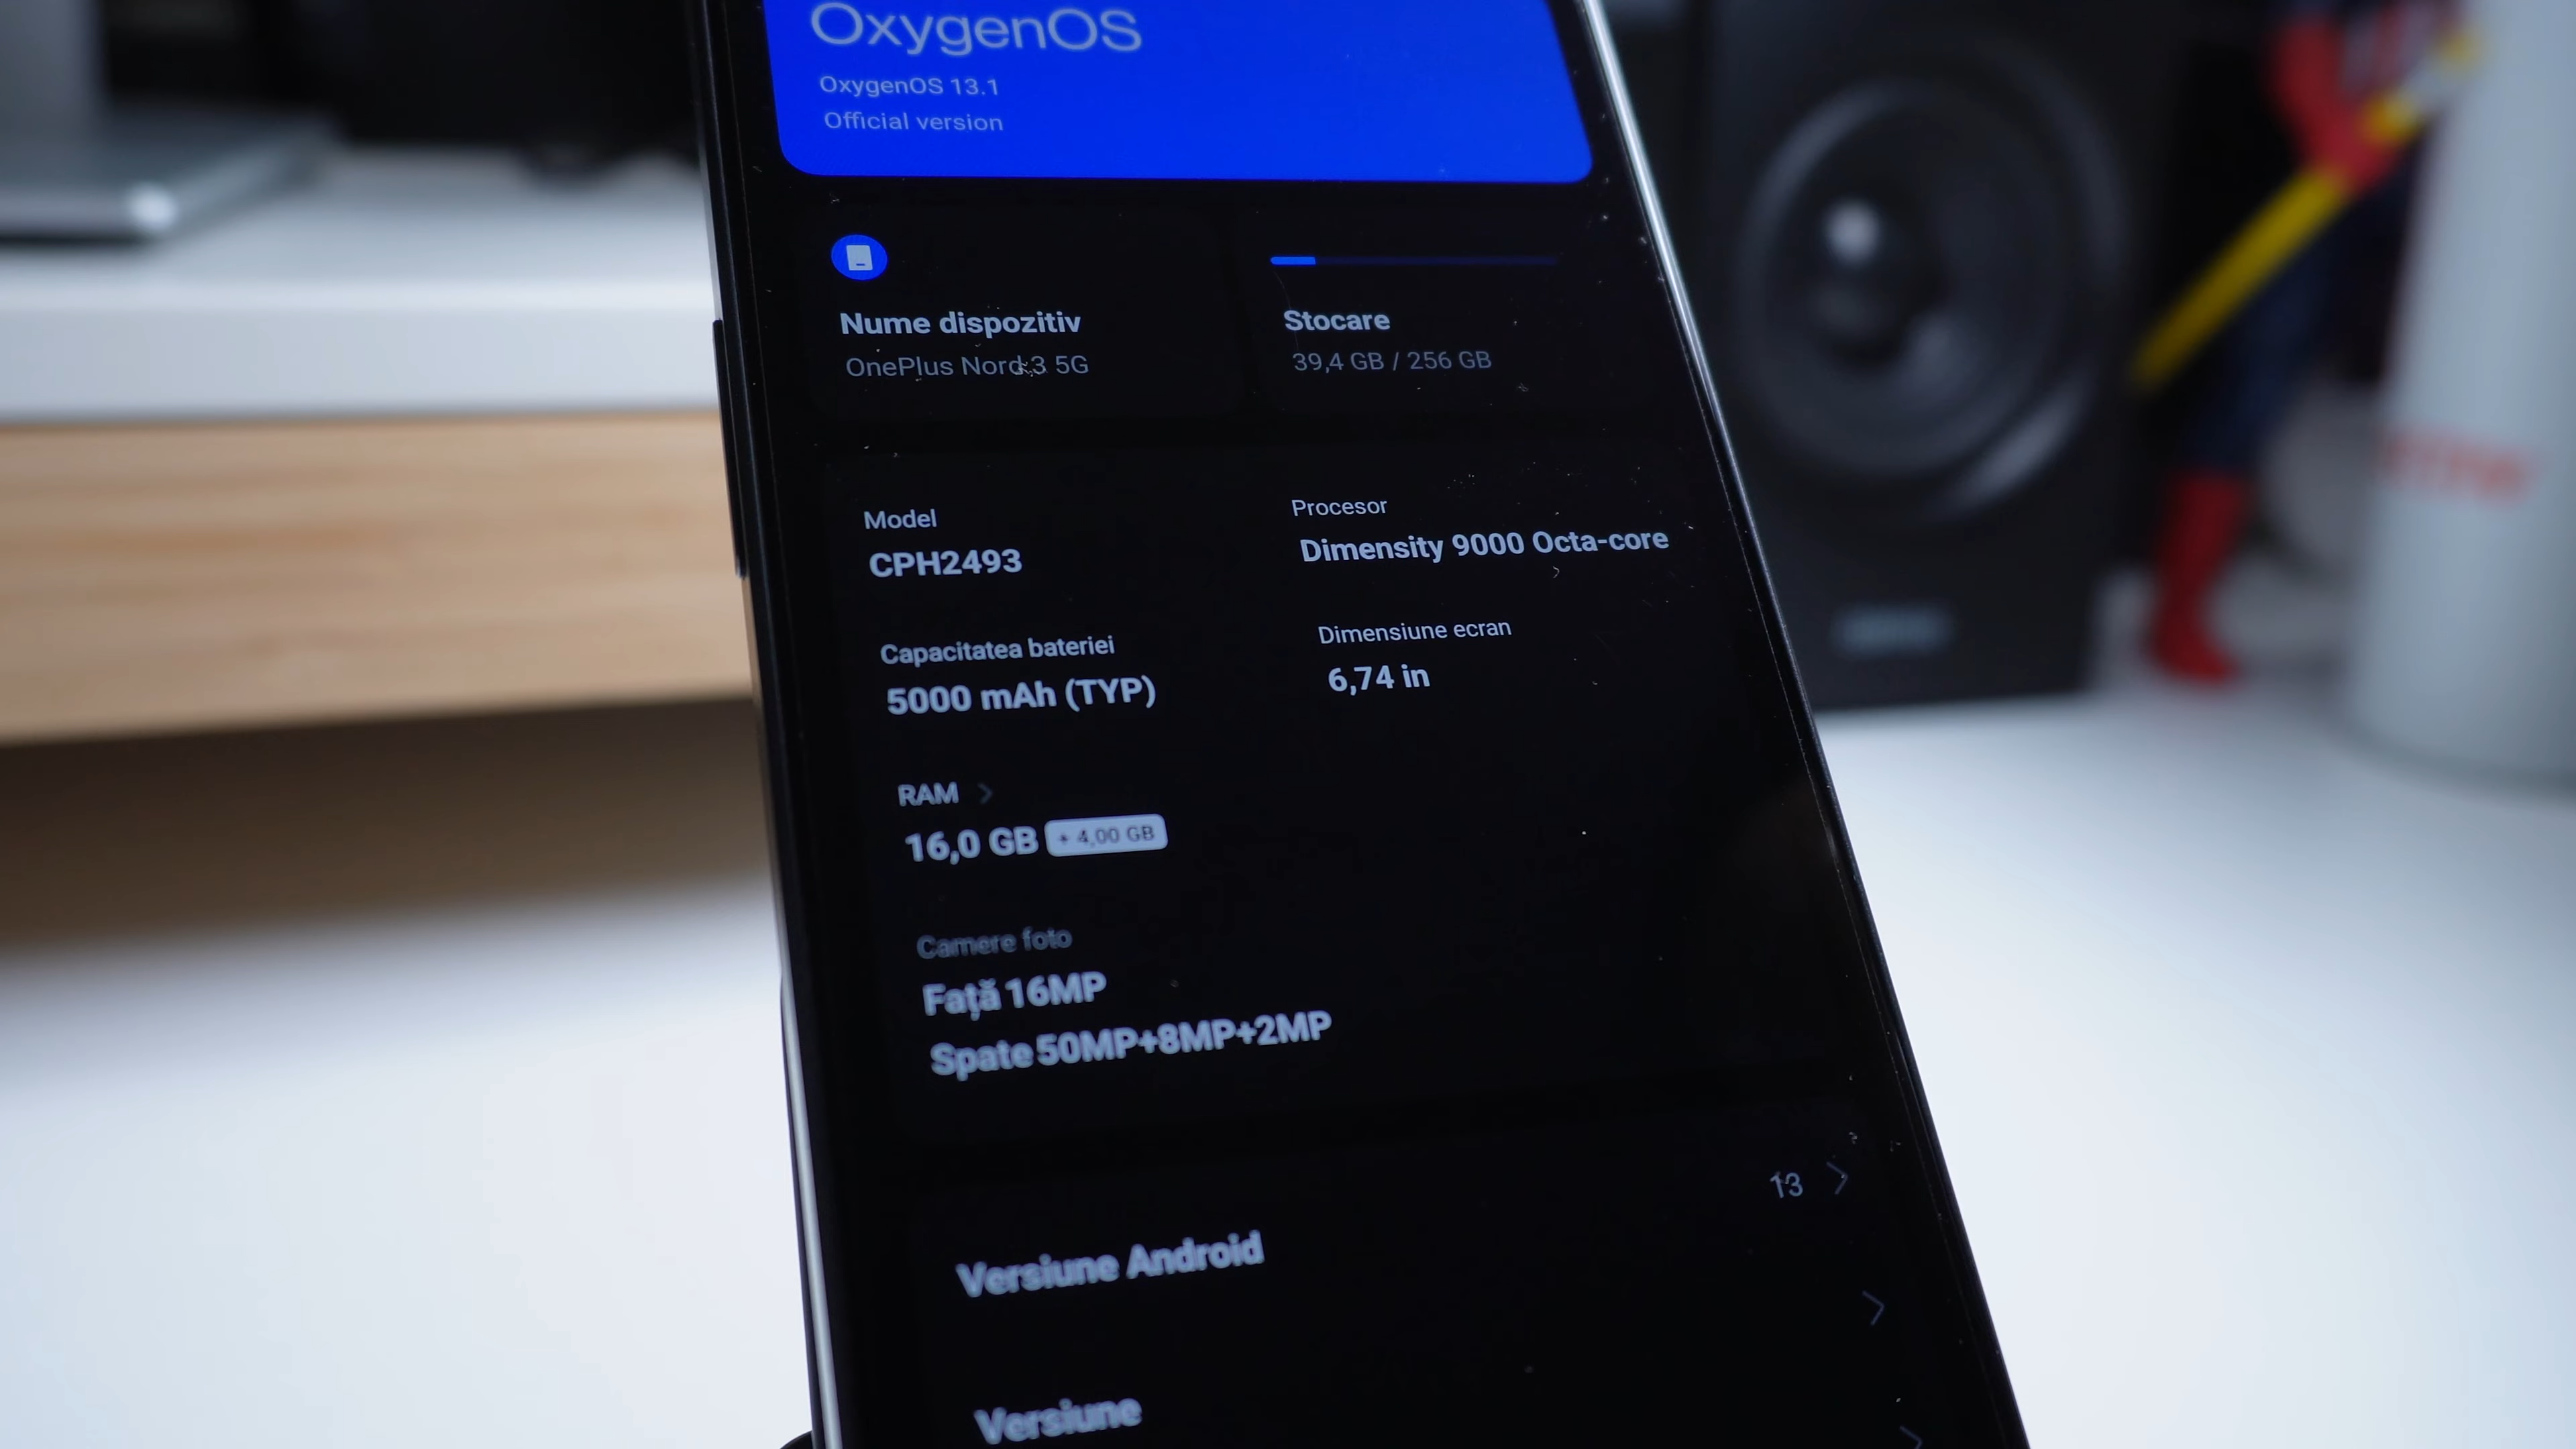 OxygenOS
OxygenOS 13.1
Official version
Nume dispozitiv
OnePlus Nord 3 5G
Stocare
39,4 GB / 256 GB
Model
CPH2493
Procesor
Dimensity 9000 Octa-core
Capacitatea bateriei
5000 mAh (TYP)
Dimensiune ecran
6,74 in
RAM
16,0 GB + 4,00 GB
Camere foto
Față 16MP
Spate 50MP+8MP+2MP
Versiune Android
13
Versiune